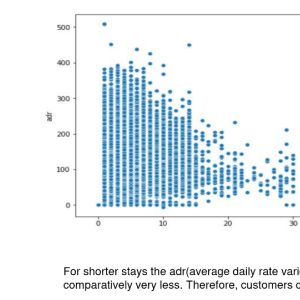 500
400
300
adr
200
100
0
0 10 20 30
For shorter stays the adr(average daily rate vari
comparatively very less. Therefore, customers